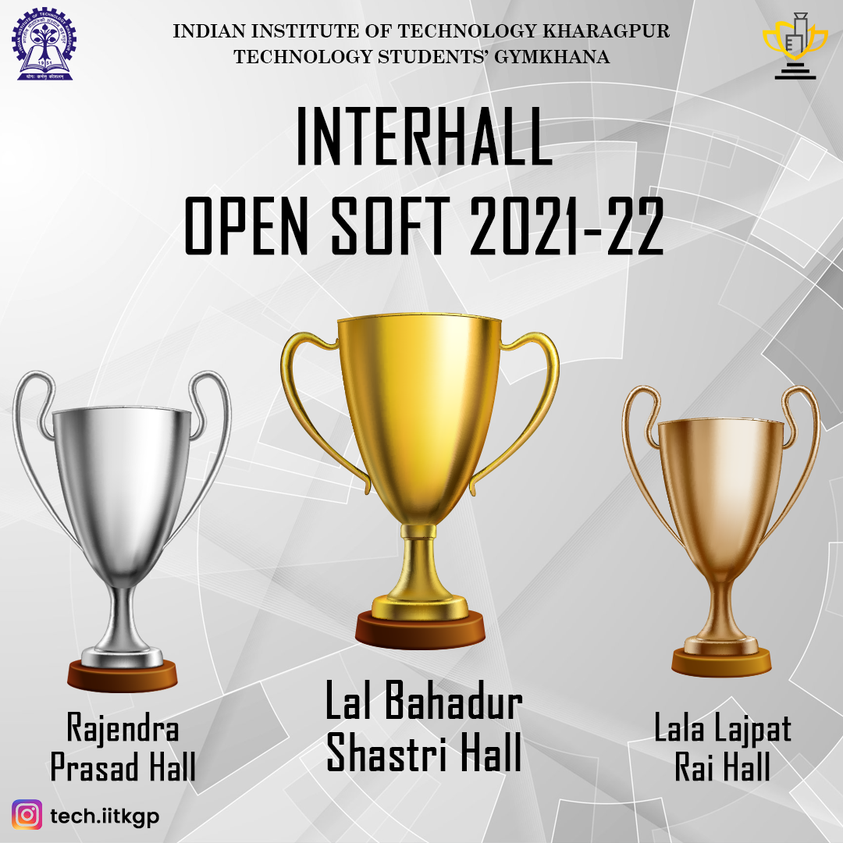 INDIAN INSTITUTE OF TECHNOLOGY KHARAGPUR
TECHNOLOGY STUDENTS' GYMKHANA
INTERHALL
OPEN SOFT 2021-22
Rajendra
Prasad Hall
Lal Bahadur
Shastri Hall
Lala Lajpat
Rai Hall
tech.iitkgp